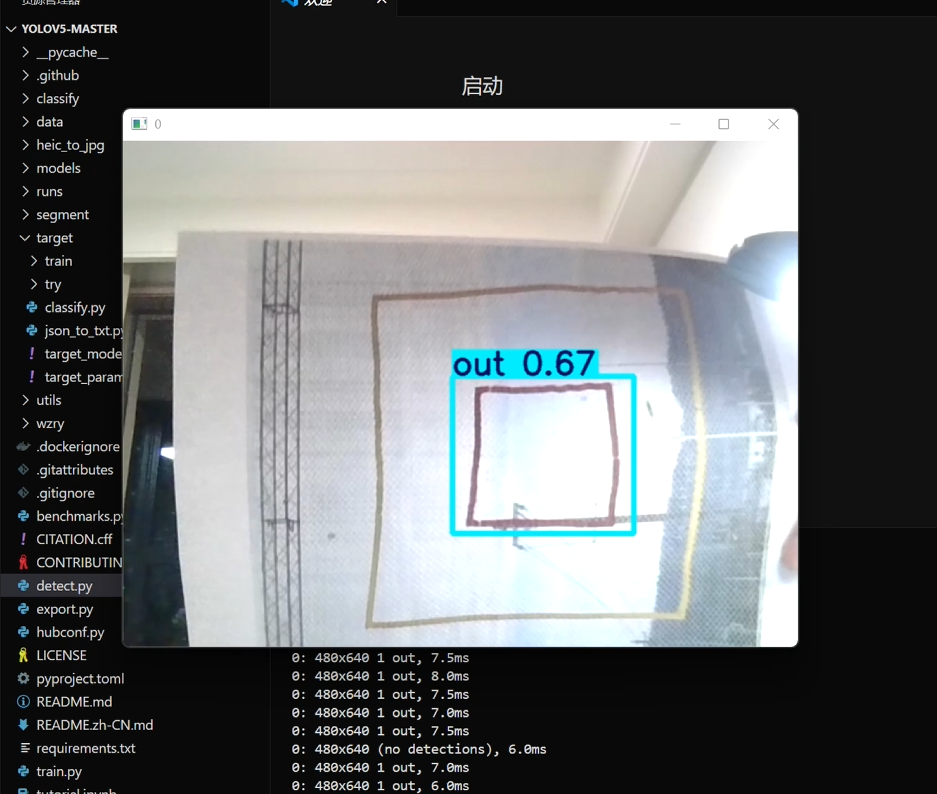 YOLOV5-MASTER
__pycache__
.github
classify
data
heic_to_jpg
models
runs
segment
target
train
try
classify.py
json_to_txt.py
target_mode
target_param
utils
wzry
.dockerignore
.gitattributes
.gitignore
benchmarks.py
CITATION.cff
CONTRIBUTIN
detect.py
export.py
hubconf.py
LICENSE
pyproject.toml
README.md
README.zh-CN.md
requirements.txt
train.py
启动
0
out 0.67
0: 480x640 1 out, 7.5ms
0: 480x640 1 out, 8.0ms
0: 480x640 1 out, 7.5ms
0: 480x640 1 out, 7.0ms
0: 480x640 1 out, 7.5ms
0: 480x640 (no detections), 6.0ms
0: 480x640 1 out, 7.0ms
0: 480x640 1 out, 6.0ms